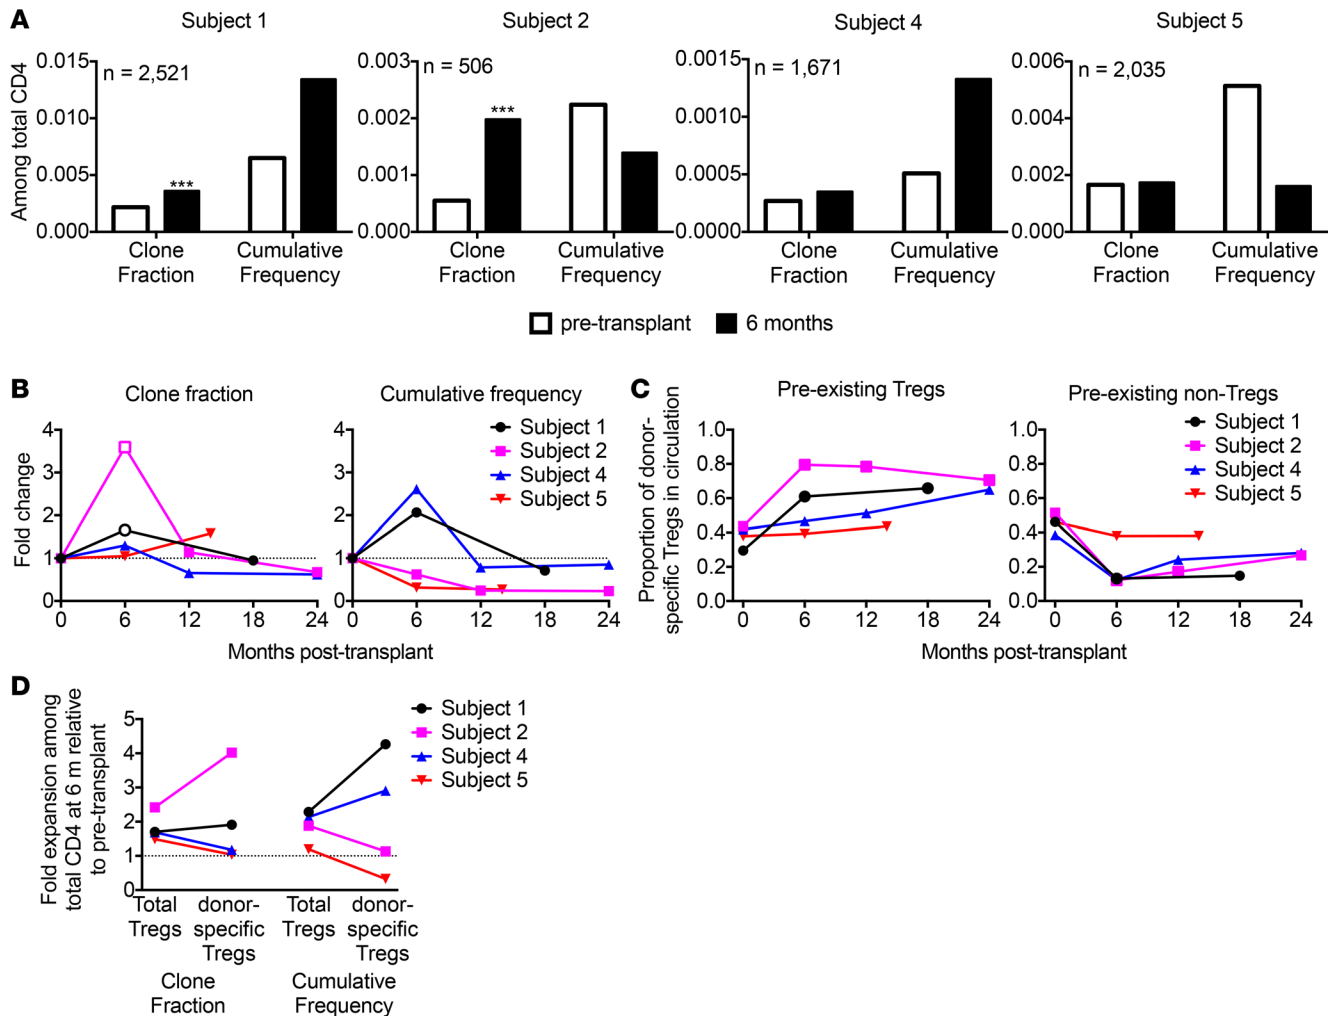 A
Subject 1
Subject 2
Subject 4
Subject 5
Among total CD4
0.015
0.010
0.005
0.000
n = 2,521
***
Clone
Fraction
Cumulative
Frequency
0.003
0.002
0.001
0.000
n = 506
***
Clone
Fraction
Cumulative
Frequency
0.0015
0.0010
0.0005
0.0000
n = 1,671
Clone
Fraction
Cumulative
Frequency
0.006
0.004
0.002
0.000
n = 2,035
Clone
Fraction
Cumulative
Frequency
pre-transplant
6 months
B
Clone fraction
Cumulative frequency
Fold change
4
3
2
1
0
0
6
12
18
24
4
3
2
1
0
0
6
12
18
24
Subject 1
Subject 2
Subject 4
Subject 5
Months post-transplant
C
Pre-existing Tregs
Pre-existing non-Tregs
Proportion of donor-
specific Tregs in circulation
1.0
0.8
0.6
0.4
0.2
0.0
0
6
12
18
24
1.0
0.8
0.6
0.4
0.2
0.0
0
6
12
18
24
Subject 1
Subject 2
Subject 4
Subject 5
Months post-transplant
D
Fold expansion among
total CD4 at 6 m relative
to pre-transplant
5
4
3
2
1
0
Total
Tregs
donor-
specific
Tregs
Total
Tregs
donor-
specific
Tregs
Clone
Fraction
Cumulative
Frequency
Subject 1
Subject 2
Subject 4
Subject 5